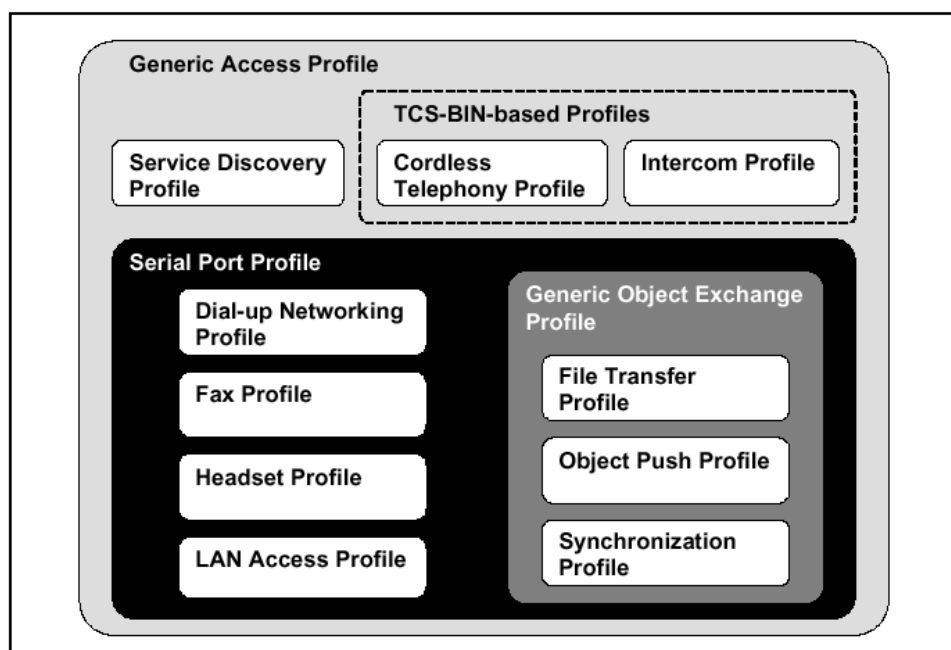 Generic Access Profile
TCS-BIN-based Profiles
Service Discovery
Profile
Cordless
Telephony Profile
Intercom Profile
Serial Port Profile
Dial-up Networking
Profile
Fax Profile
Headset Profile
LAN Access Profile
Generic Object Exchange
Profile
File Transfer
Profile
Object Push Profile
Synchronization
Profile